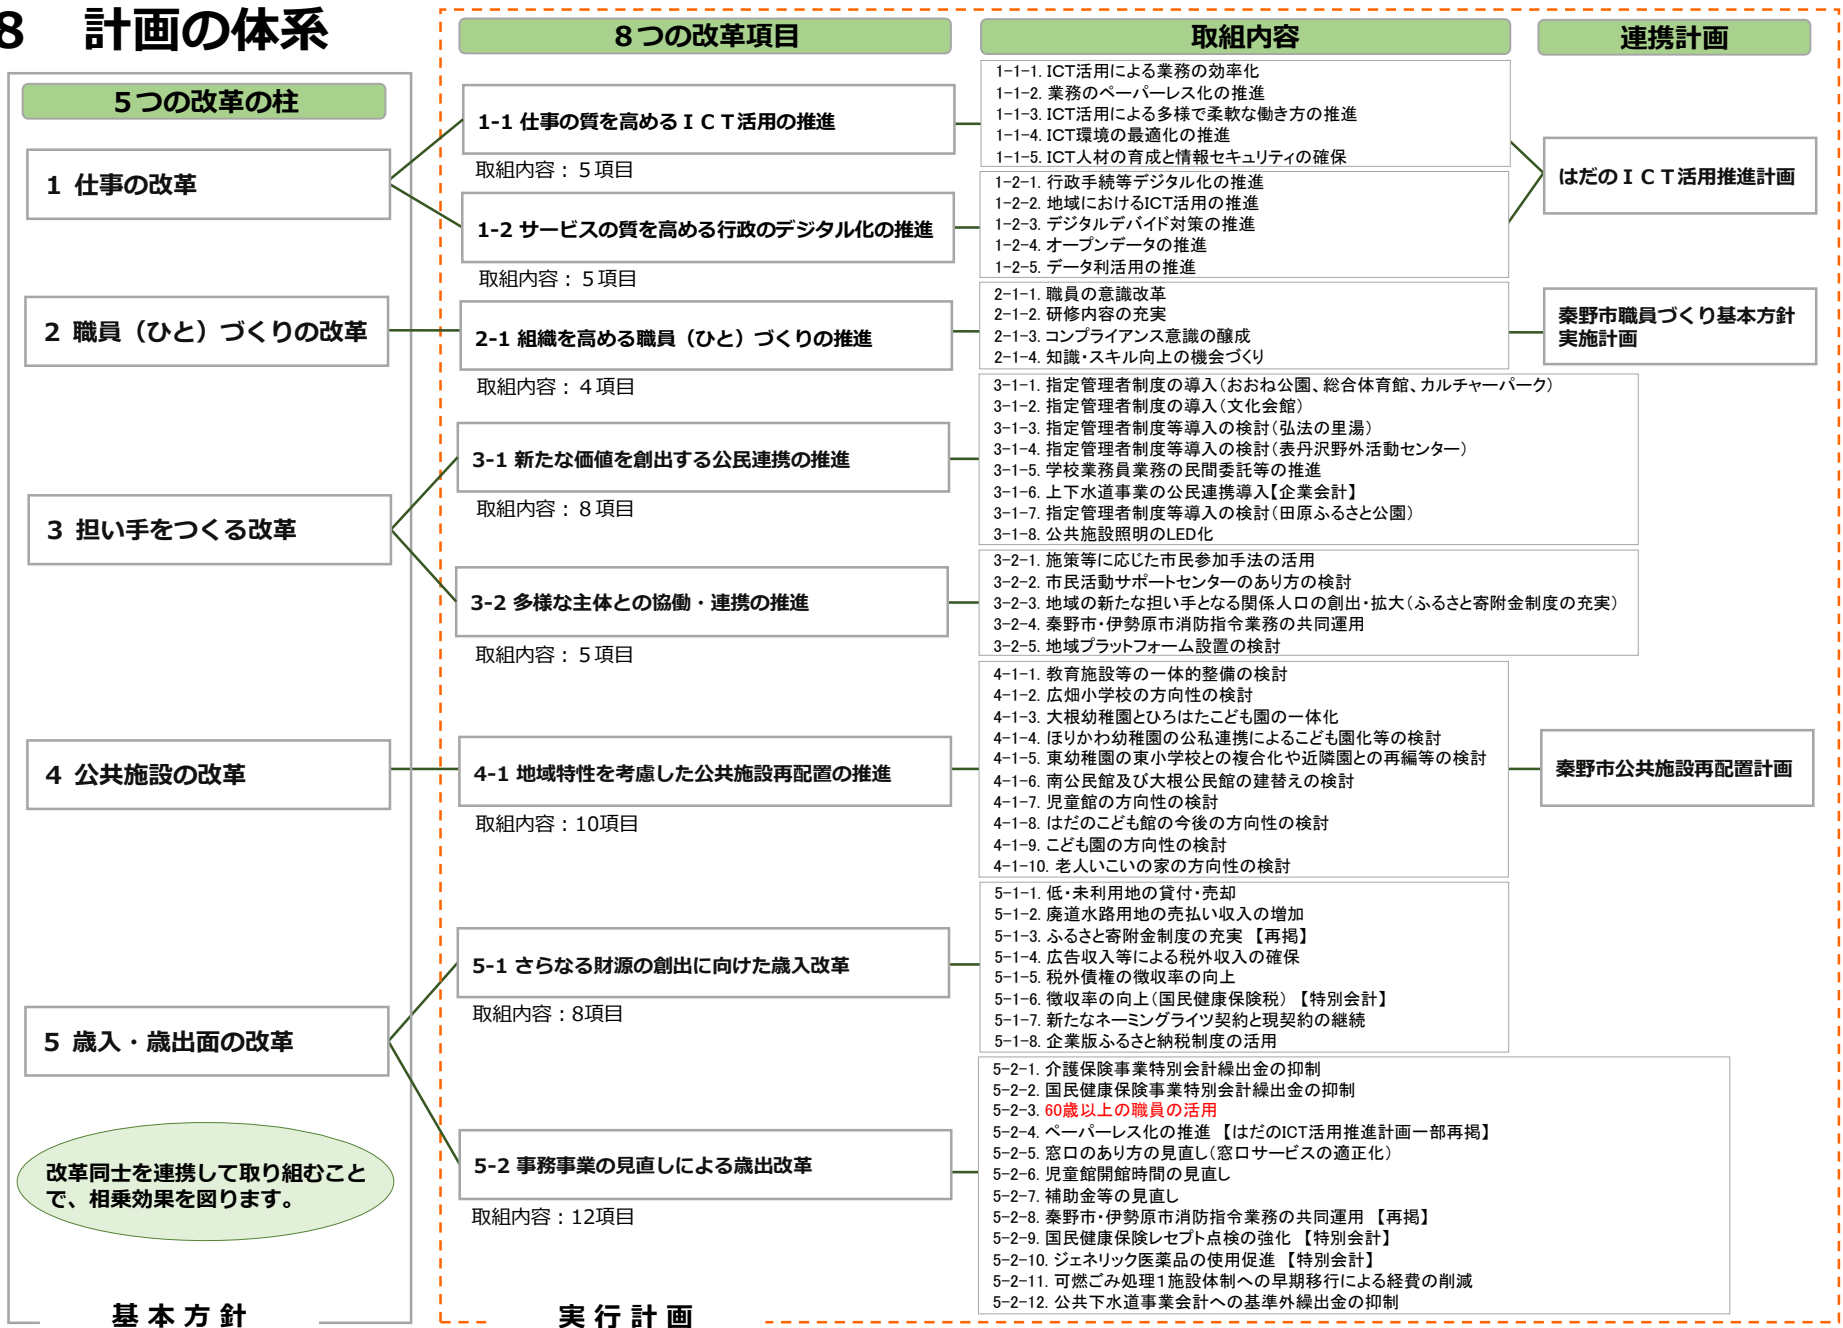 8　計画の体系
5つの改革の柱
1 仕事の改革
2 職員（ひと）づくりの改革
3 担い手をつくる改革
4 公共施設の改革
5 歳入・歳出面の改革
改革同士を連携して取り組むこと
で、相乗効果を図ります。
基本方針
８つの改革項目
1-1 仕事の質を高めるＩＣＴ活用の推進
取組内容：５項目
1-2 サービスの質を高める行政のデジタル化の推進
取組内容：５項目
2-1 組織を高める職員（ひと）づくりの推進
取組内容：４項目
3-1 新たな価値を創出する公民連携の推進
取組内容：８項目
3-2 多様な主体との協働・連携の推進
取組内容：５項目
4-1 地域特性を考慮した公共施設再配置の推進
取組内容：10項目
5-1 さらなる財源の創出に向けた歳入改革
取組内容：8項目
5-2 事務事業の見直しによる歳出改革
取組内容：12項目
実行計画
取組内容
1-1-1. ICT活用による業務の効率化
1-1-2. 業務のペーパーレス化の推進
1-1-3. ICT活用による多様で柔軟な働き方の推進
1-1-4. ICT環境の最適化の推進
1-1-5. ICT人材の育成と情報セキュリティの確保
1-2-1. 行政手続等デジタル化の推進
1-2-2. 地域におけるICT活用の推進
1-2-3. デジタルデバイド対策の推進
1-2-4. オープンデータの推進
1-2-5. データ利活用の推進
2-1-1. 職員の意識改革
2-1-2. 研修内容の充実
2-1-3. コンプライアンス意識の醸成
2-1-4. 知識・スキル向上の機会づくり
3-1-1. 指定管理者制度の導入（おおね公園、総合体育館、カルチャーパーク）
3-1-2. 指定管理者制度の導入（文化会館）
3-1-3. 指定管理者制度等導入の検討（弘法の里湯）
3-1-4. 指定管理者制度等導入の検討（表丹沢野外活動センター）
3-1-5. 学校業務員業務の民間委託等の推進
3-1-6. 上下水道事業の公民連携導入【企業会計】
3-1-7. 指定管理者制度等導入の検討（田原ふるさと公園）
3-1-8. 公共施設照明のLED化
3-2-1. 施策等に応じた市民参加手法の活用
3-2-2. 市民活動サポートセンターのあり方の検討
3-2-3. 地域の新たな担い手となる関係人口の創出・拡大（ふるさと寄附金制度の充実）
3-2-4. 秦野市・伊勢原市消防指令業務の共同運用
3-2-5. 地域プラットフォーム設置の検討
4-1-1. 教育施設等の一体的整備の検討
4-1-2. 広畑小学校の方向性の検討
4-1-3. 大根幼稚園とひろはたこども園の一体化
4-1-4. ほりかわ幼稚園の公私連携によるこども園化等の検討
4-1-5. 東幼稚園の東小学校との複合化や近隣園との再編等の検討
4-1-6. 南公民館及び大根公民館の建替えの検討
4-1-7. 児童館の方向性の検討
4-1-8. はだのこども館の今後の方向性の検討
4-1-9. こども園の方向性の検討
4-1-10. 老人いこいの家の方向性の検討
5-1-1. 低・未利用地の貸付・売却
5-1-2. 廃道水路用地の売払い収入の増加
5-1-3. ふるさと寄附金制度の充実 【再掲】
5-1-4. 広告収入等による税外収入の確保
5-1-5. 税外債権の徴収率の向上
5-1-6. 徴収率の向上（国民健康保険税） 【特別会計】
5-1-7. 新たなネーミングライツ契約と現契約の継続
5-1-8. 企業版ふるさと納税制度の活用
5-2-1. 介護保険事業特別会計繰出金の抑制
5-2-2. 国民健康保険事業特別会計繰出金の抑制
5-2-3. 60歳以上の職員の活用
5-2-4. ペーパーレス化の推進 【はだのICT活用推進計画一部再掲】
5-2-5. 窓口のあり方の見直し（窓口サービスの適正化）
5-2-6. 児童館開館時間の見直し
5-2-7. 補助金等の見直し
5-2-8. 秦野市・伊勢原市消防指令業務の共同運用 【再掲】
5-2-9. 国民健康保険レセプト点検の強化 【特別会計】
5-2-10. ジェネリック医薬品の使用促進 【特別会計】
5-2-11. 可燃ごみ処理１施設体制への早期移行による経費の削減
5-2-12. 公共下水道事業会計への基準外繰出金の抑制
連携計画
はだのＩＣＴ活用推進計画
秦野市職員づくり基本方針
実施計画
秦野市公共施設再配置計画